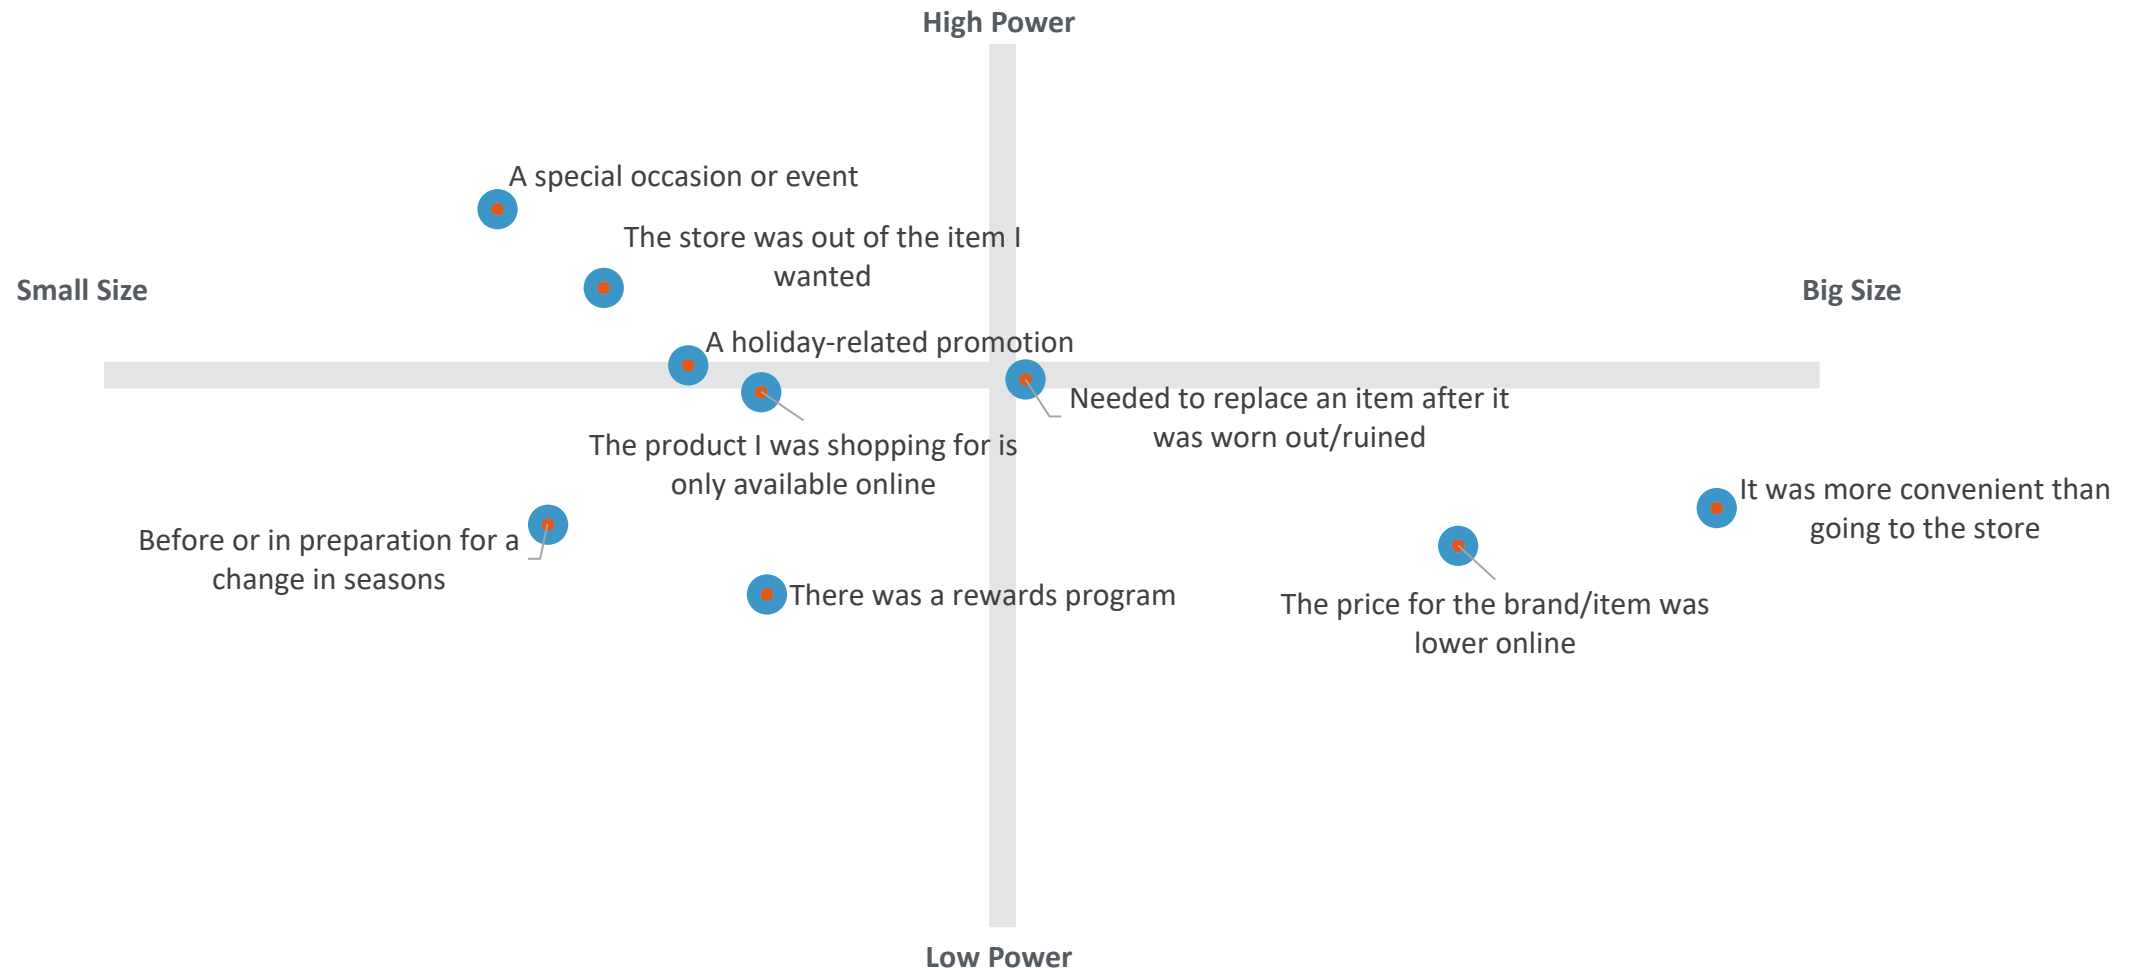 High Power
A special occasion or event
The store was out of the item I
wanted
Small Size
Big Size
A holiday-related promotion
Needed to replace an item after it
was worn out/ruined
The product I was shopping for is
only available online
It was more convenient than
going to the store
Before or in preparation for a
change in seasons
There was a rewards program
The price for the brand/item was
lower online
Low Power